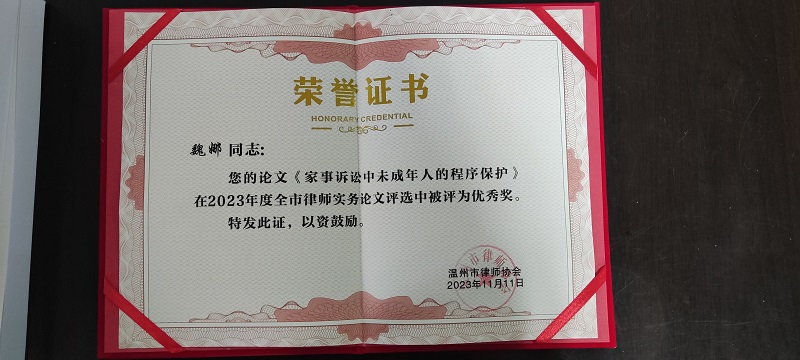 荣誉证书
HONORARY CREDENTIAL
魏娜 同志：
您的论文《家事诉讼中未成年人的程序保护》
在2023年度全市律师实务论文评选中被评为优秀奖。
特发此证，以资鼓励。
温州市律师协会
2023年11月11日